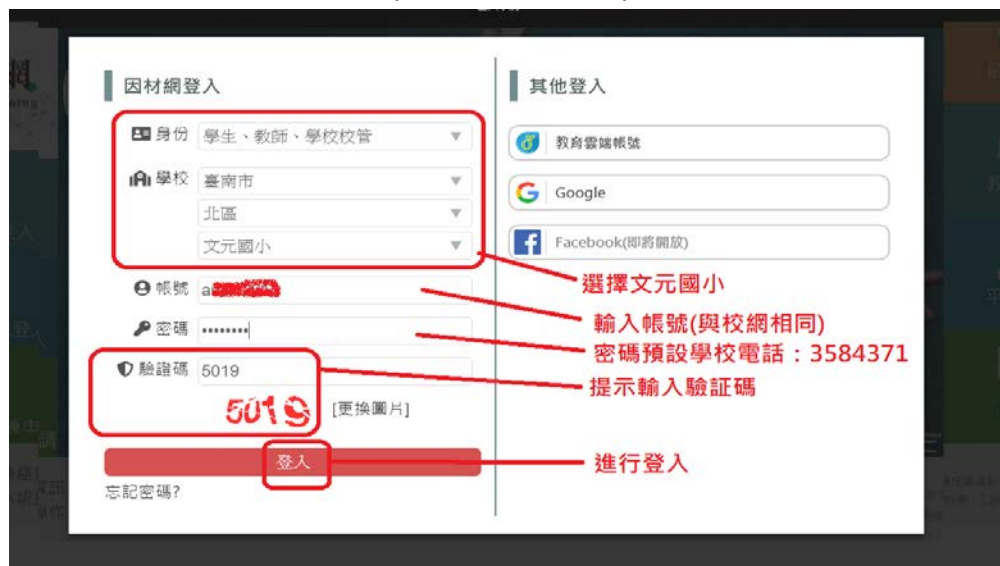 因材網登入
身份 學生、教師、學校校管
學校 臺南市
北區
文元國小
帳號 a
密碼 ••••••••
驗證碼 5019
5019 [更換圖片]
登入
忘記密碼?
其他登入
教育雲端帳號
Google
Facebook(即將開放)
選擇文元國小
輸入帳號(與校網相同)
密碼預設學校電話：3584371
提示輸入驗証碼
進行登入